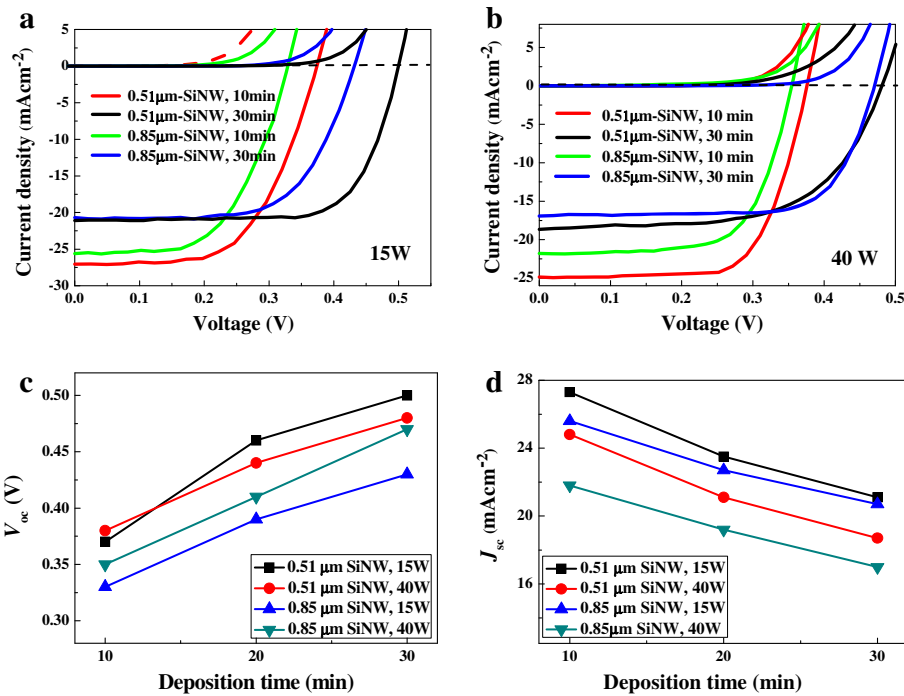 a
5
0
-5
-10
-15
-20
-25
-30
0.0 0.1 0.2 0.3 0.4 0.5
Current density (mAcm⁻²)
Voltage (V)
0.51μm-SiNW, 10min
0.51μm-SiNW, 30min
0.85μm-SiNW, 10min
0.85μm-SiNW, 30min
15W
b
5
0
-5
-10
-15
-20
-25
0.0 0.1 0.2 0.3 0.4 0.5
Current density (mAcm⁻²)
Voltage (V)
0.51μm-SiNW, 10 min
0.51μm-SiNW, 30 min
0.85μm-SiNW, 10 min
0.85μm-SiNW, 30 min
40 W
c
0.50
0.45
0.40
0.35
0.30
10 20 30
Voc (V)
Deposition time (min)
0.51 μm SiNW, 15W
0.51 μm SiNW, 40W
0.85 μm SiNW, 15W
0.85 μm SiNW, 40W
d
28
24
20
16
10 20 30
Jsc (mAcm⁻²)
Deposition time (min)
0.51 μm SiNW, 15W
0.51 μm SiNW, 40W
0.85 μm SiNW, 15W
0.85μm SiNW, 40W